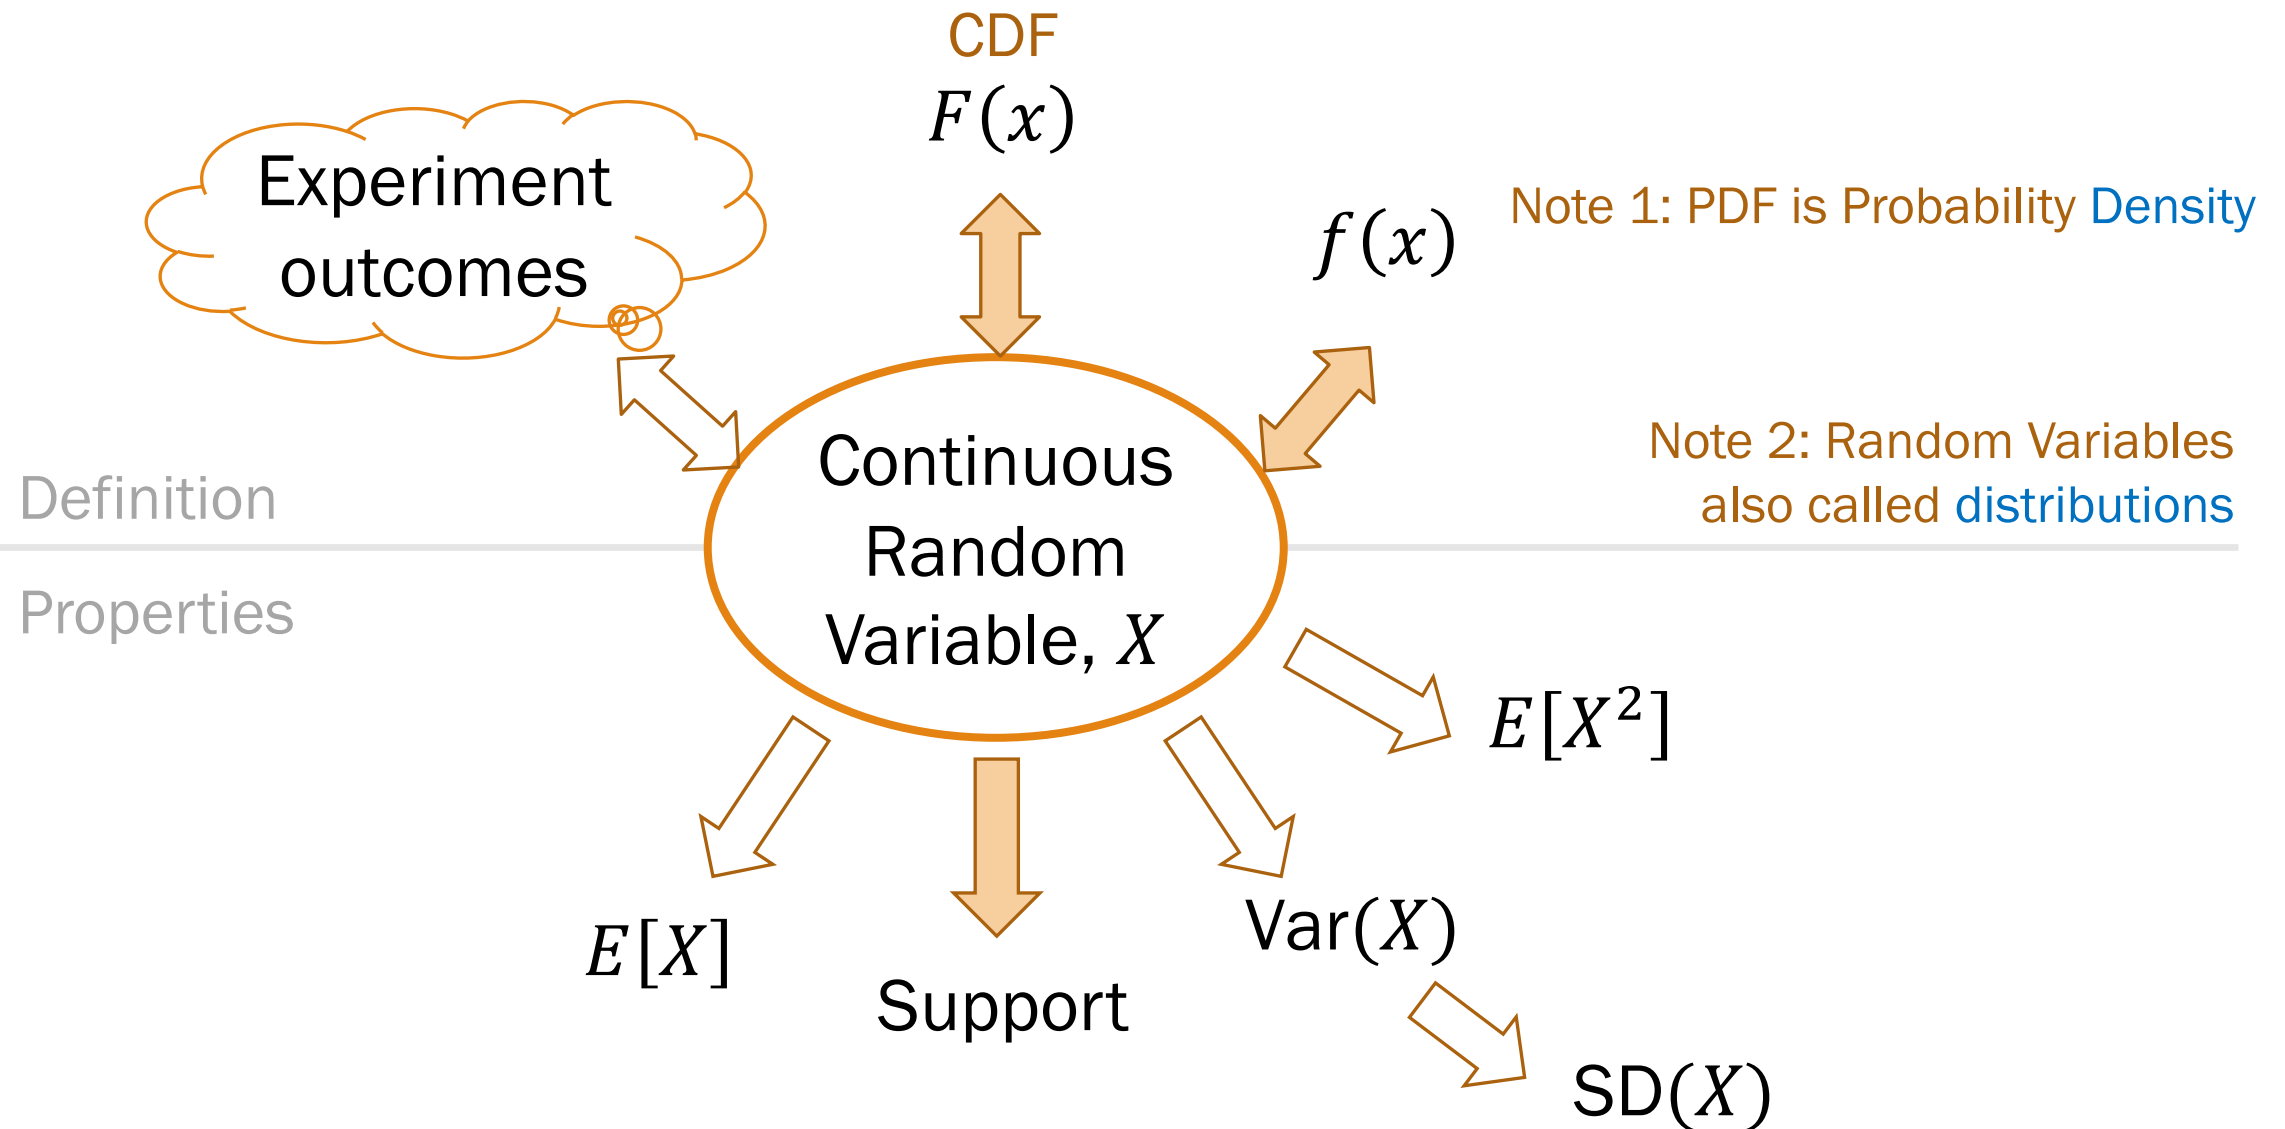 CDF
F(x)
Experiment
outcomes
f(x)
Note 1: PDF is Probability Density
Continuous
Random
Variable, X
Note 2: Random Variables
also called distributions
Definition
Properties
E[X²]
E[X]
Support
Var(X)
SD(X)